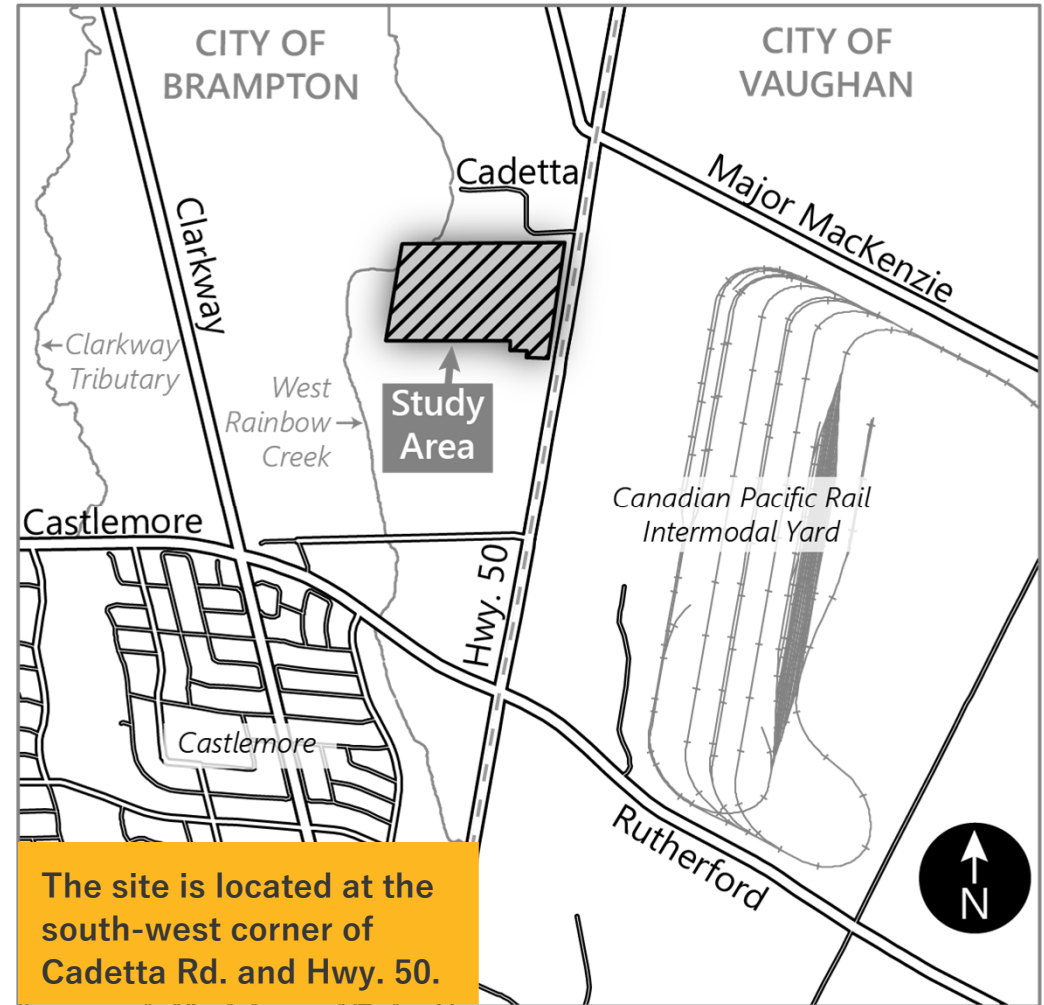 CITY OF
BRAMPTON
CITY OF
VAUGHAN
Cadetta
Major MacKenzie
Clarkway
←Clarkway
Tributary
West
Rainbow
Creek
Study
Area
Canadian Pacific Rail
Intermodal Yard
Castlemore
Hwy. 50
Castlemore
Rutherford
N
The site is located at the
south-west corner of
Cadetta Rd. and Hwy. 50.